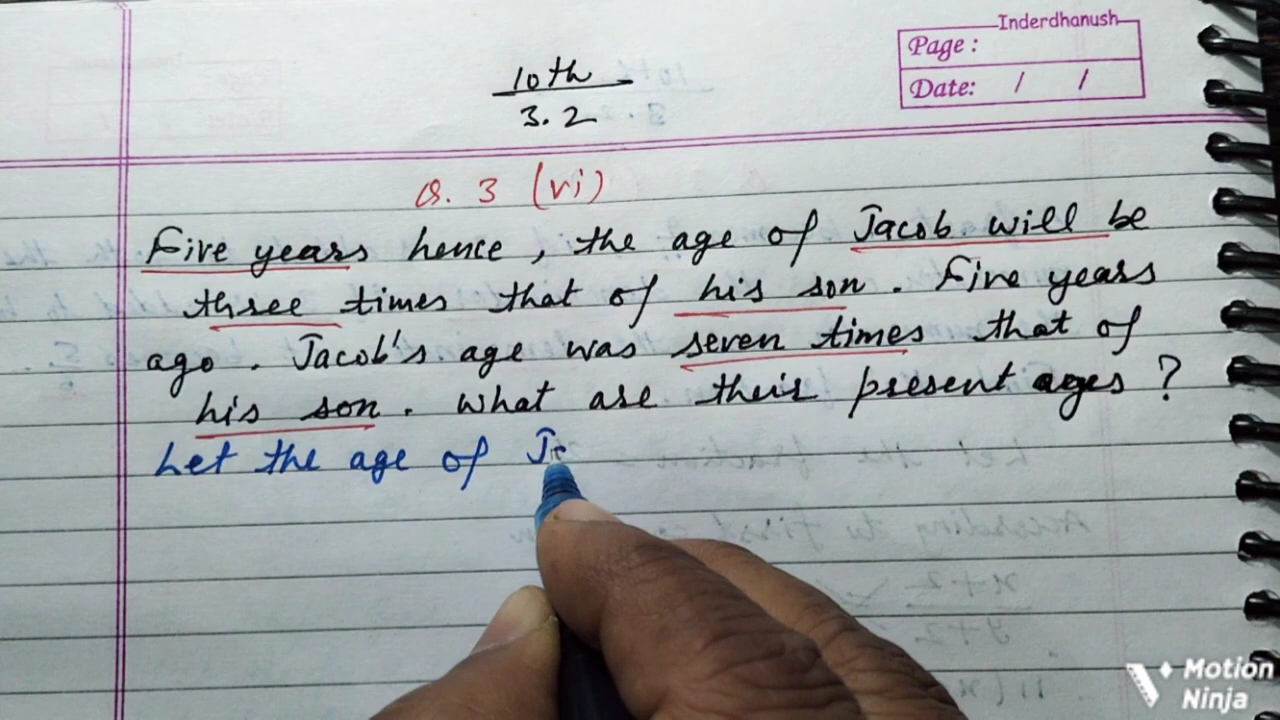 Inderdhanush
Page :
Date: / /
10th
3.2
Q. 3 (vi)
Five years hence, the age of Jacob will be
three times that of his son. Five years
ago. Jacob's age was seven times that of
his son. What are their present ages ?
Let the age of
Motion
Ninja